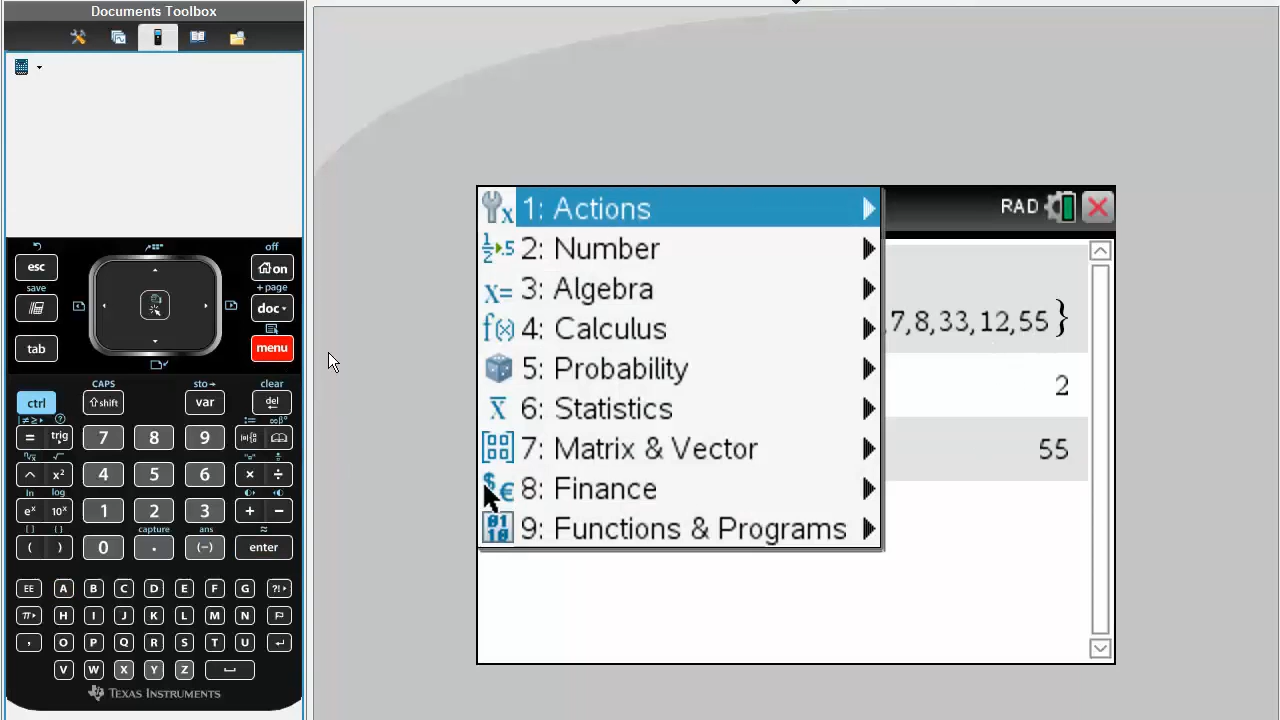 Documents Toolbox
1: Actions
2: Number
3: Algebra
4: Calculus
5: Probability
6: Statistics
7: Matrix & Vector
8: Finance
9: Functions & Programs
RAD
,7,8,33,12,55}
2
55
off
esc
on
save
+ page
doc
tab
menu
CAPS
sto→
clear
ctrl
shift
var
del
= trig 7 8 9
^ x² 4 5 6 × ÷
ln log
eˣ 10ˣ 1 2 3 + −
[ ] { } capture ans ≈
( ) 0 . (−) enter
EE A B C D E F G ?!
π H I J K L M N
, O P Q R S T U
V W X Y Z
TEXAS INSTRUMENTS